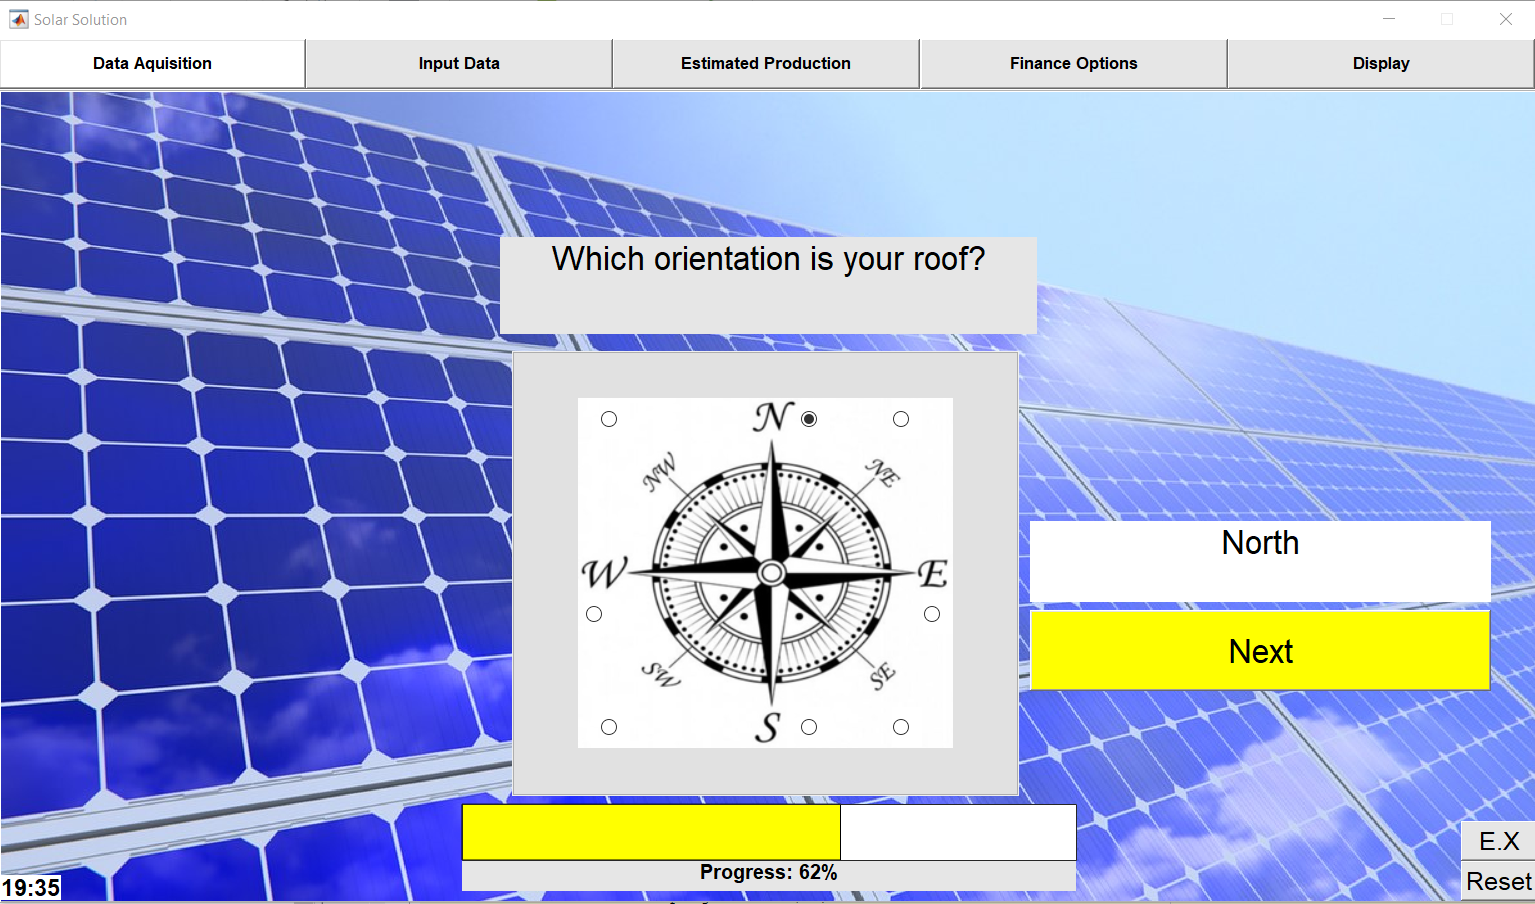 Solar Solution
Data Aquisition
Input Data
Estimated Production
Finance Options
Display
Which orientation is your roof?
N
NW
NE
W
E
SW
SE
S
North
Next
Progress: 62%
19:35
E.X
Reset